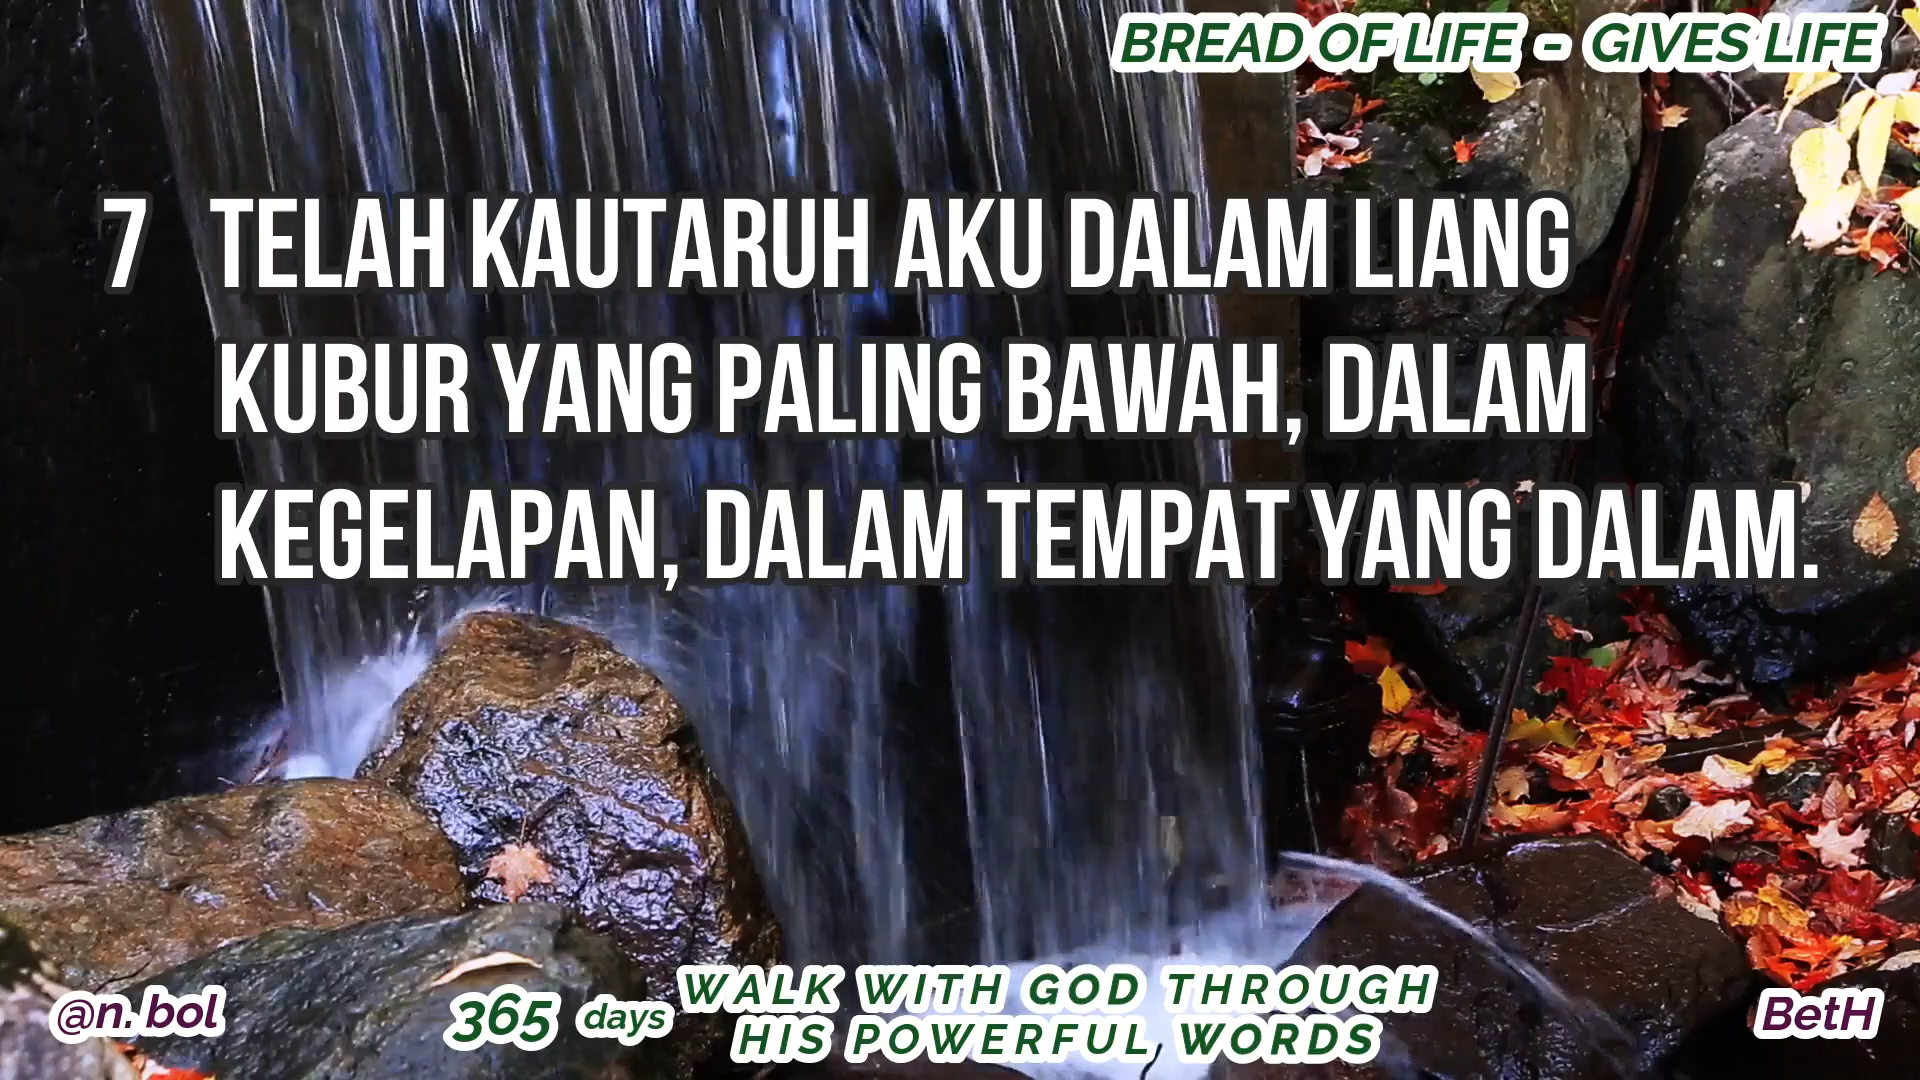 BREAD OF LIFE - GIVES LIFE
7 TELAH KAUTARUH AKU DALAM LIANG
KUBUR YANG PALING BAWAH, DALAM
KEGELAPAN, DALAM TEMPAT YANG DALAM.
@n. bol
365 days
WALK WITH GOD THROUGH
HIS POWERFUL WORDS
BetH